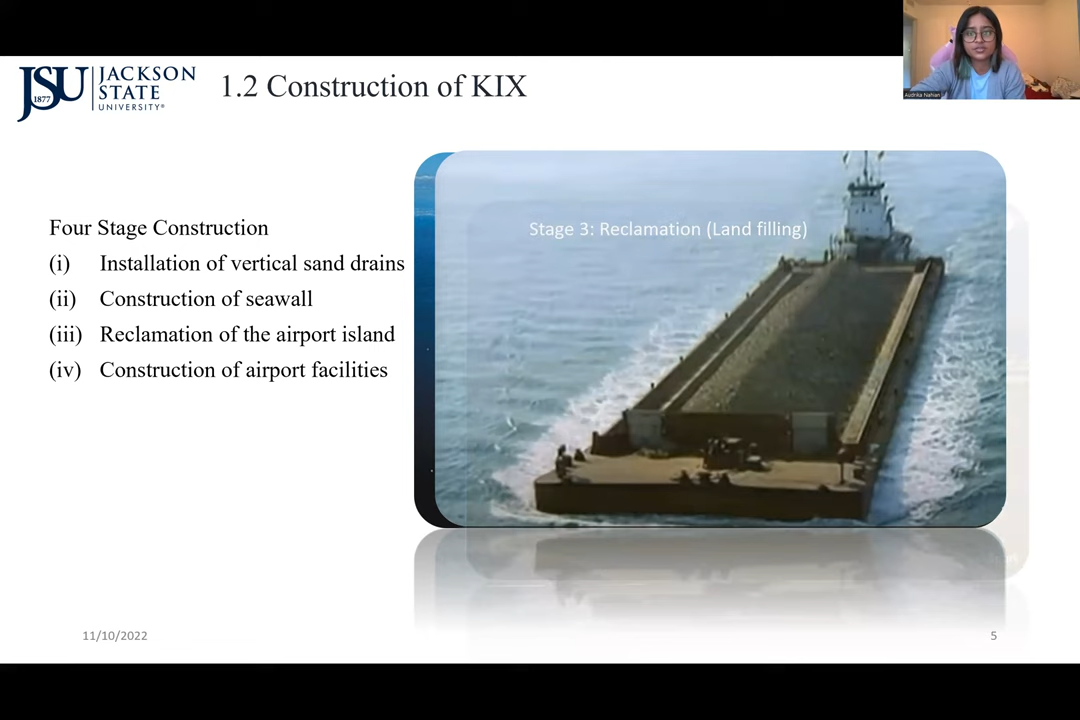 JSU
1877
JACKSON
STATE
UNIVERSITY®
1.2 Construction of KIX
Audrika Nahian
Four Stage Construction
(i) Installation of vertical sand drains
(ii) Construction of seawall
(iii) Reclamation of the airport island
(iv) Construction of airport facilities
Stage 3: Reclamation (Land filling)
11/10/2022
5